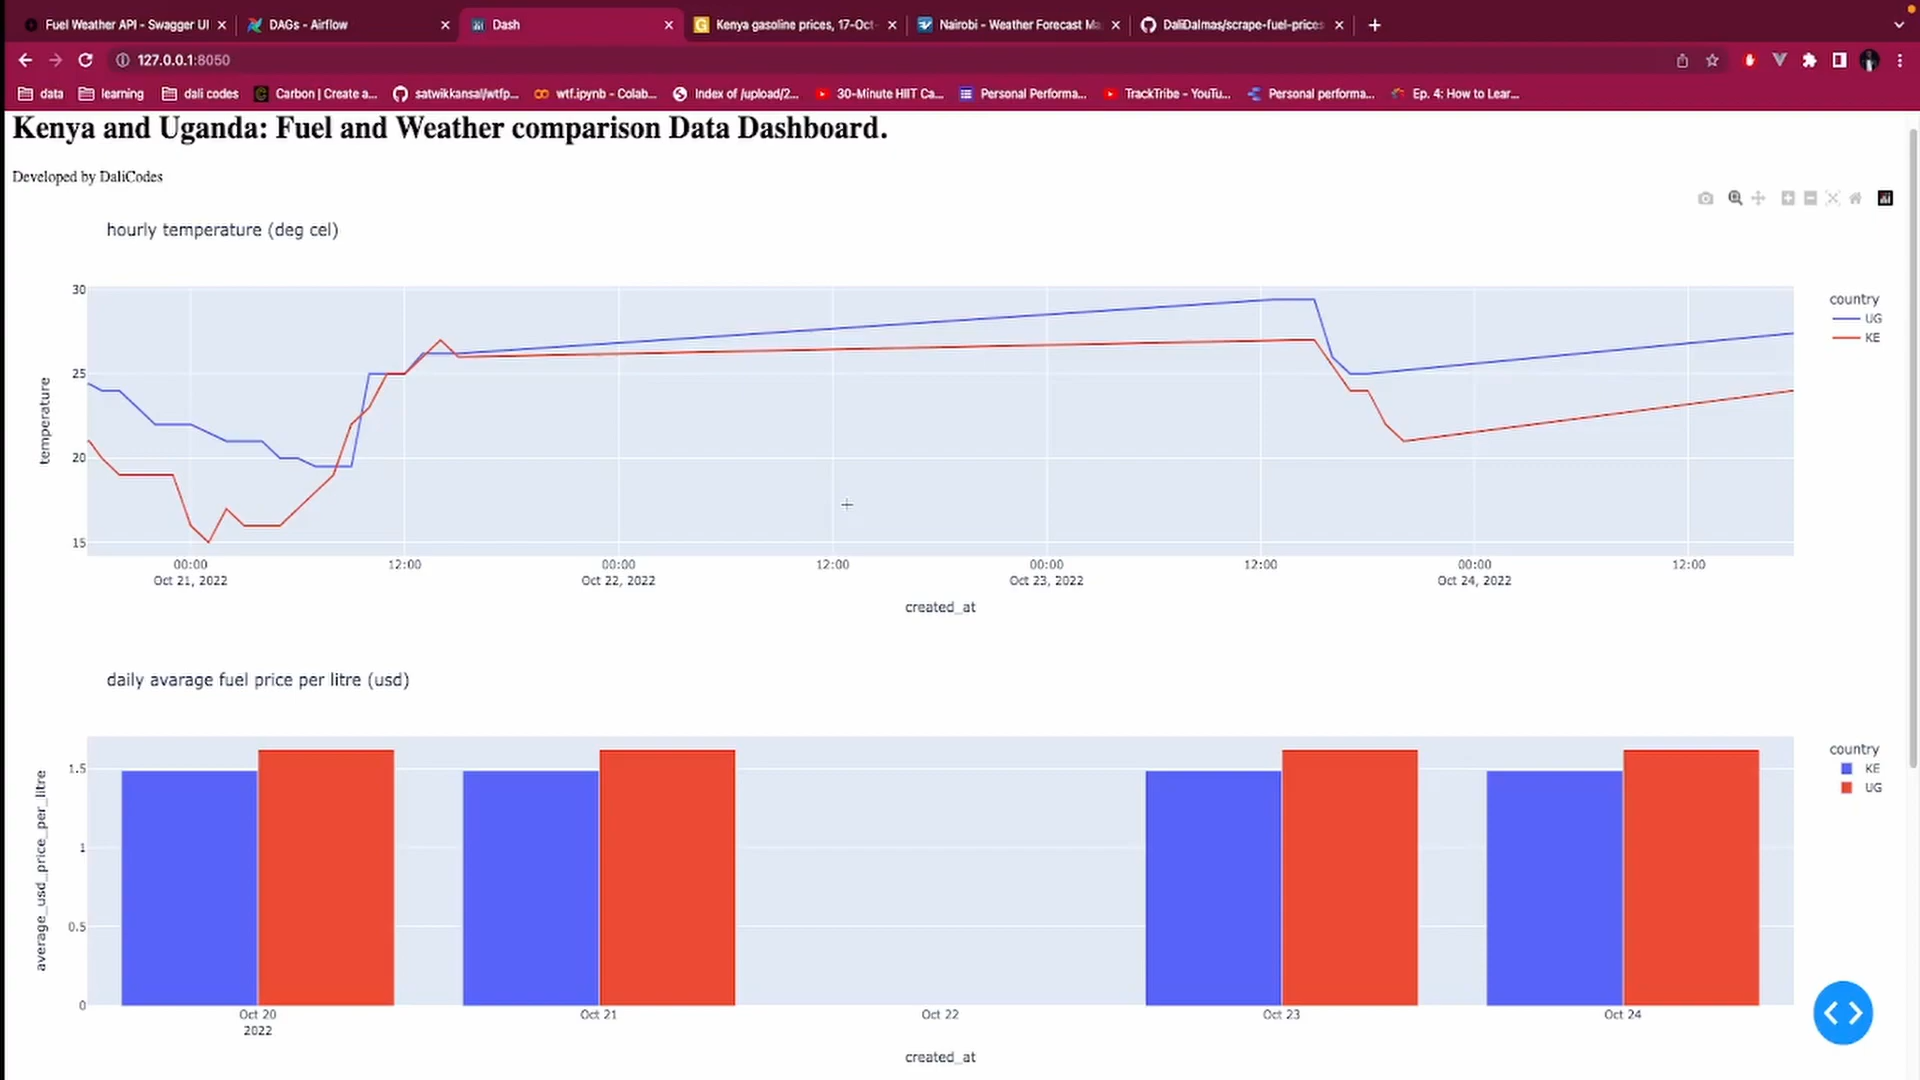 Fuel Weather API - Swagger UI
DAGs - Airflow
Dash
Kenya gasoline prices, 17-Oct-
Nairobi - Weather Forecast Ma
DaliDalmas/scrape-fuel-prices
127.0.0.1:8050
data
learning
dali codes
Carbon | Create a...
satwikkansal/wtfp...
wtf.ipynb - Colab...
Index of /upload/2...
30-Minute HIIT Ca...
Personal Performa...
TrackTribe - YouTu...
Personal performa...
Ep. 4: How to Lear...
Kenya and Uganda: Fuel and Weather comparison Data Dashboard.
Developed by DaliCodes
hourly temperature (deg cel)
30
25
20
15
temperature
00:00
Oct 21, 2022
12:00
00:00
Oct 22, 2022
12:00
00:00
Oct 23, 2022
12:00
00:00
Oct 24, 2022
12:00
created_at
country
UG
KE
daily avarage fuel price per litre (usd)
1.5
1
0.5
0
average_usd_price_per_litre
Oct 20
2022
Oct 21
Oct 22
Oct 23
Oct 24
created_at
country
KE
UG